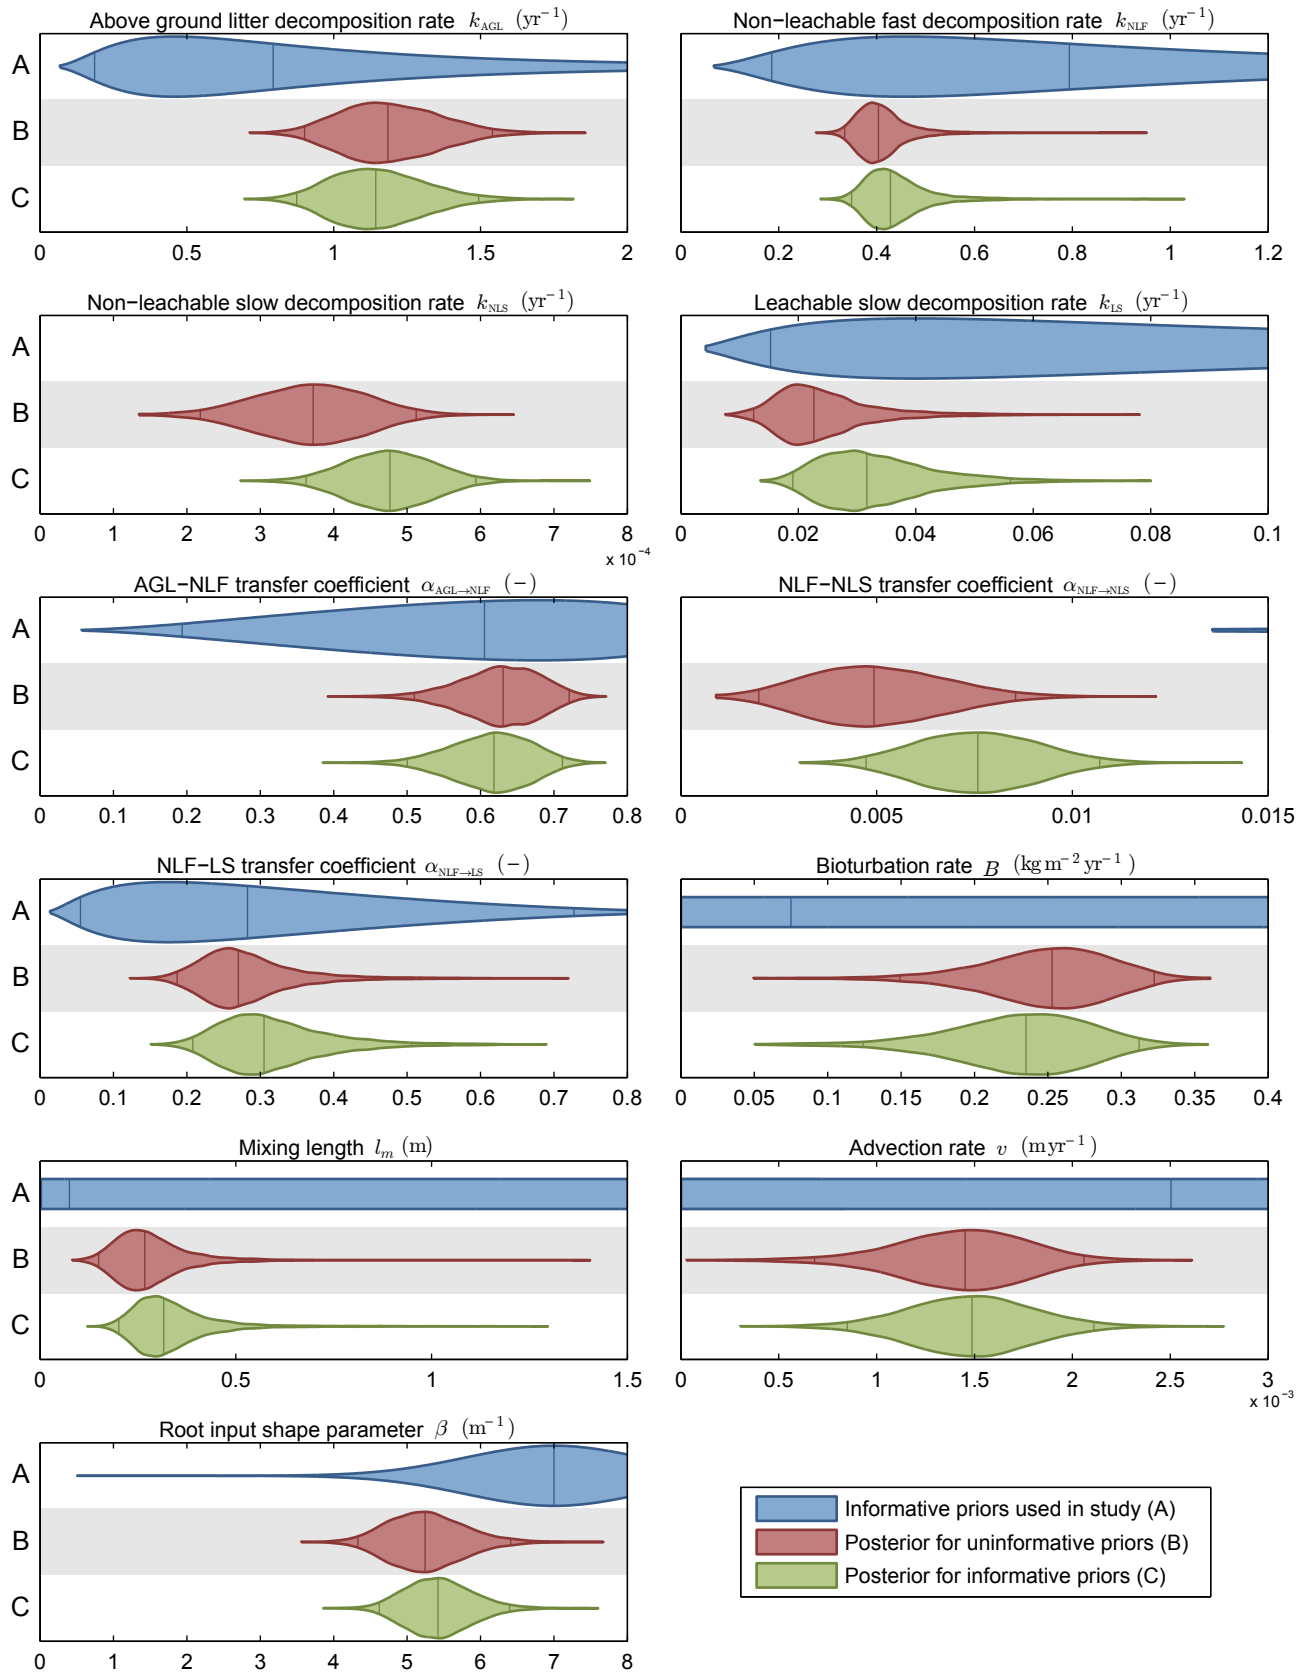 Above ground litter decomposition rate k_AGL (yr⁻¹)
A
B
C
0 0.5 1 1.5 2
Non−leachable fast decomposition rate k_NLF (yr⁻¹)
0 0.2 0.4 0.6 0.8 1 1.2
Non−leachable slow decomposition rate k_NLS (yr⁻¹)
A
B
C
0 1 2 3 4 5 6 7 8
x 10⁻⁴
Leachable slow decomposition rate k_LS (yr⁻¹)
0 0.02 0.04 0.06 0.08 0.1
AGL−NLF transfer coefficient α_AGL→NLF (−)
A
B
C
0 0.1 0.2 0.3 0.4 0.5 0.6 0.7 0.8
NLF−NLS transfer coefficient α_NLF→NLS (−)
0 0.005 0.01 0.015
NLF−LS transfer coefficient α_NLF→LS (−)
A
B
C
0 0.1 0.2 0.3 0.4 0.5 0.6 0.7 0.8
Bioturbation rate B (kg m⁻² yr⁻¹)
0 0.05 0.1 0.15 0.2 0.25 0.3 0.35 0.4
Mixing length l_m (m)
A
B
C
0 0.5 1 1.5
Advection rate v (m yr⁻¹)
0 0.5 1 1.5 2 2.5 3
x 10⁻³
Root input shape parameter β (m⁻¹)
A
B
C
0 1 2 3 4 5 6 7 8
Informative priors used in study (A)
Posterior for uninformative priors (B)
Posterior for informative priors (C)